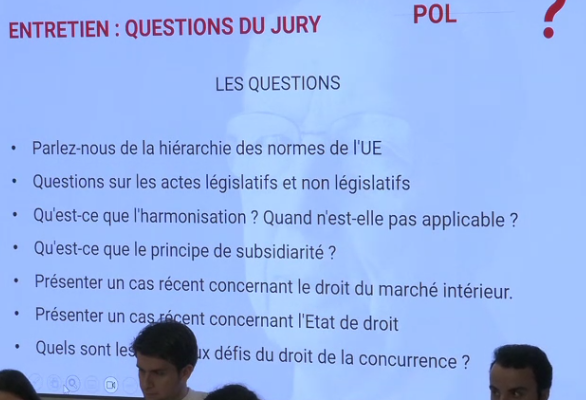 ENTRETIEN : QUESTIONS DU JURY
POL
?
LES QUESTIONS
• Parlez-nous de la hiérarchie des normes de l'UE
• Questions sur les actes législatifs et non législatifs
• Qu'est-ce que l'harmonisation ? Quand n'est-elle pas applicable ?
• Qu'est-ce que le principe de subsidiarité ?
• Présenter un cas récent concernant le droit du marché intérieur.
• Présenter un cas récent concernant l'Etat de droit
• Quels sont les ux défis du droit de la concurrence ?